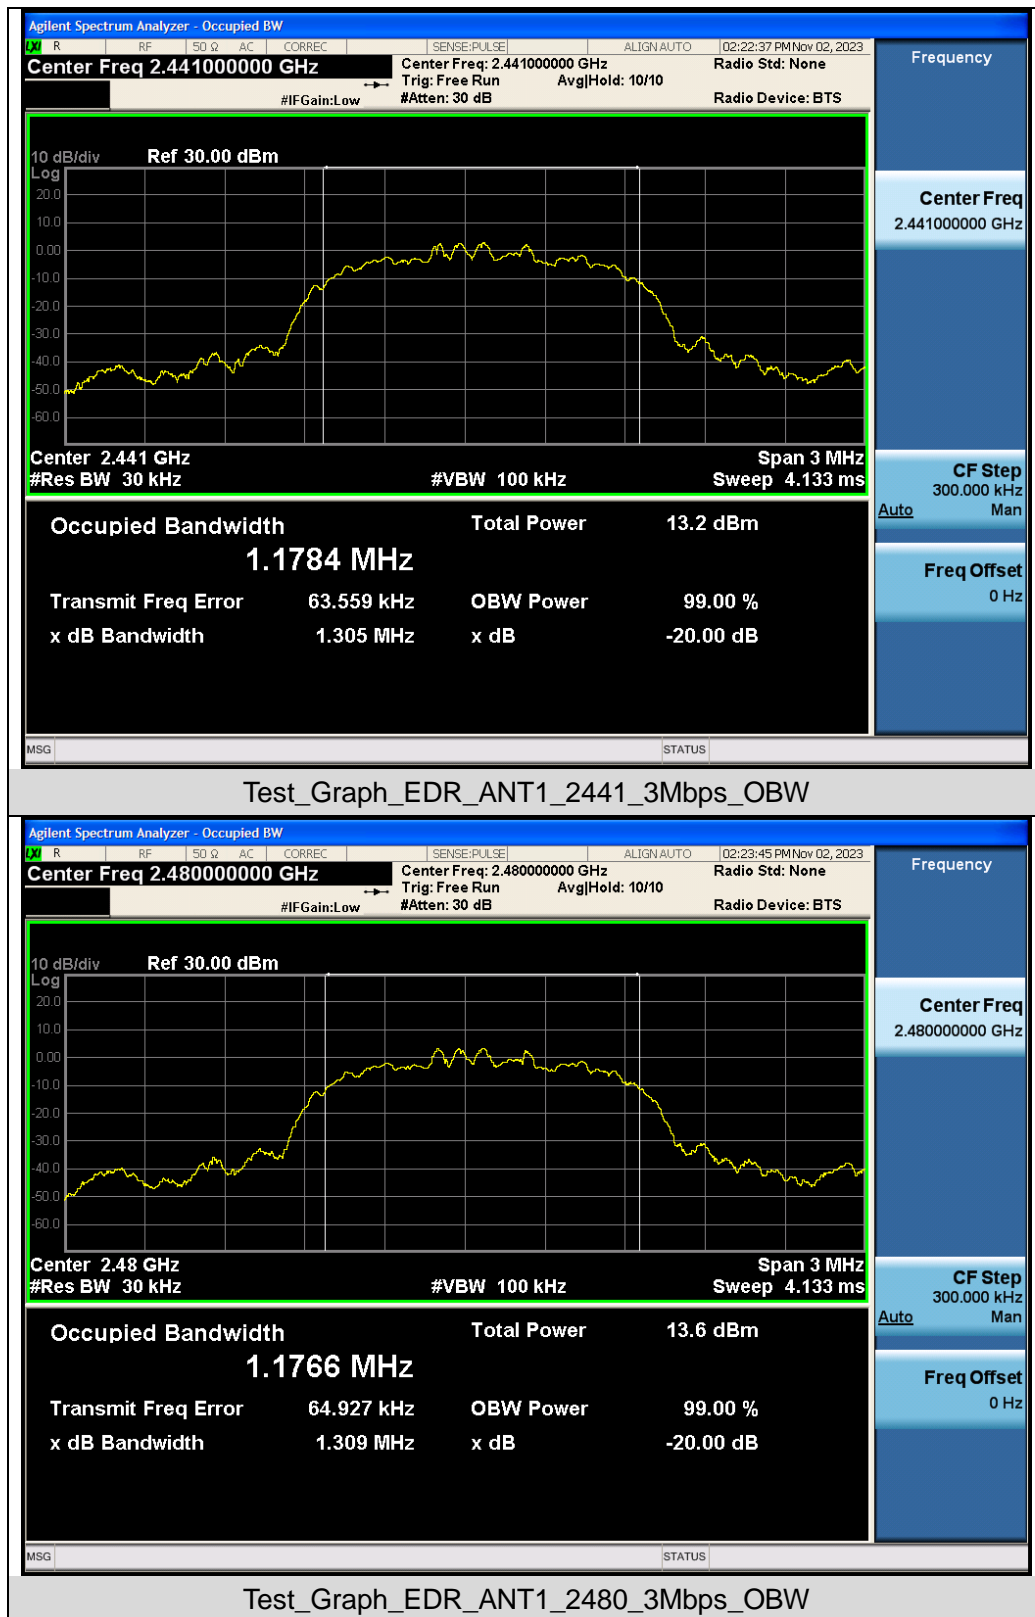 Agilent Spectrum Analyzer - Occupied BW
LXI R RF 50 Ω AC CORREC SENSE:PULSE ALIGN AUTO 02:22:37 PM Nov 02, 2023
Center Freq 2.441000000 GHz
Center Freq: 2.441000000 GHz Radio Std: None
Trig: Free Run Avg|Hold: 10/10
#IFGain:Low #Atten: 30 dB Radio Device: BTS
Frequency
10 dB/div Ref 30.00 dBm
Log
20.0
10.0
0.00
-10.0
-20.0
-30.0
-40.0
-50.0
-60.0
Center 2.441 GHz Span 3 MHz
#Res BW 30 kHz #VBW 100 kHz Sweep 4.133 ms
Center Freq
2.441000000 GHz
CF Step
300.000 kHz
Auto Man
Freq Offset
0 Hz
Occupied Bandwidth Total Power 13.2 dBm
1.1784 MHz
Transmit Freq Error 63.559 kHz OBW Power 99.00 %
x dB Bandwidth 1.305 MHz x dB -20.00 dB
MSG STATUS
Test_Graph_EDR_ANT1_2441_3Mbps_OBW
Agilent Spectrum Analyzer - Occupied BW
LXI R RF 50 Ω AC CORREC SENSE:PULSE ALIGN AUTO 02:23:45 PM Nov 02, 2023
Center Freq 2.480000000 GHz
Center Freq: 2.480000000 GHz Radio Std: None
Trig: Free Run Avg|Hold: 10/10
#IFGain:Low #Atten: 30 dB Radio Device: BTS
Frequency
10 dB/div Ref 30.00 dBm
Log
20.0
10.0
0.00
-10.0
-20.0
-30.0
-40.0
-50.0
-60.0
Center 2.48 GHz Span 3 MHz
#Res BW 30 kHz #VBW 100 kHz Sweep 4.133 ms
Center Freq
2.480000000 GHz
CF Step
300.000 kHz
Auto Man
Freq Offset
0 Hz
Occupied Bandwidth Total Power 13.6 dBm
1.1766 MHz
Transmit Freq Error 64.927 kHz OBW Power 99.00 %
x dB Bandwidth 1.309 MHz x dB -20.00 dB
MSG STATUS
Test_Graph_EDR_ANT1_2480_3Mbps_OBW